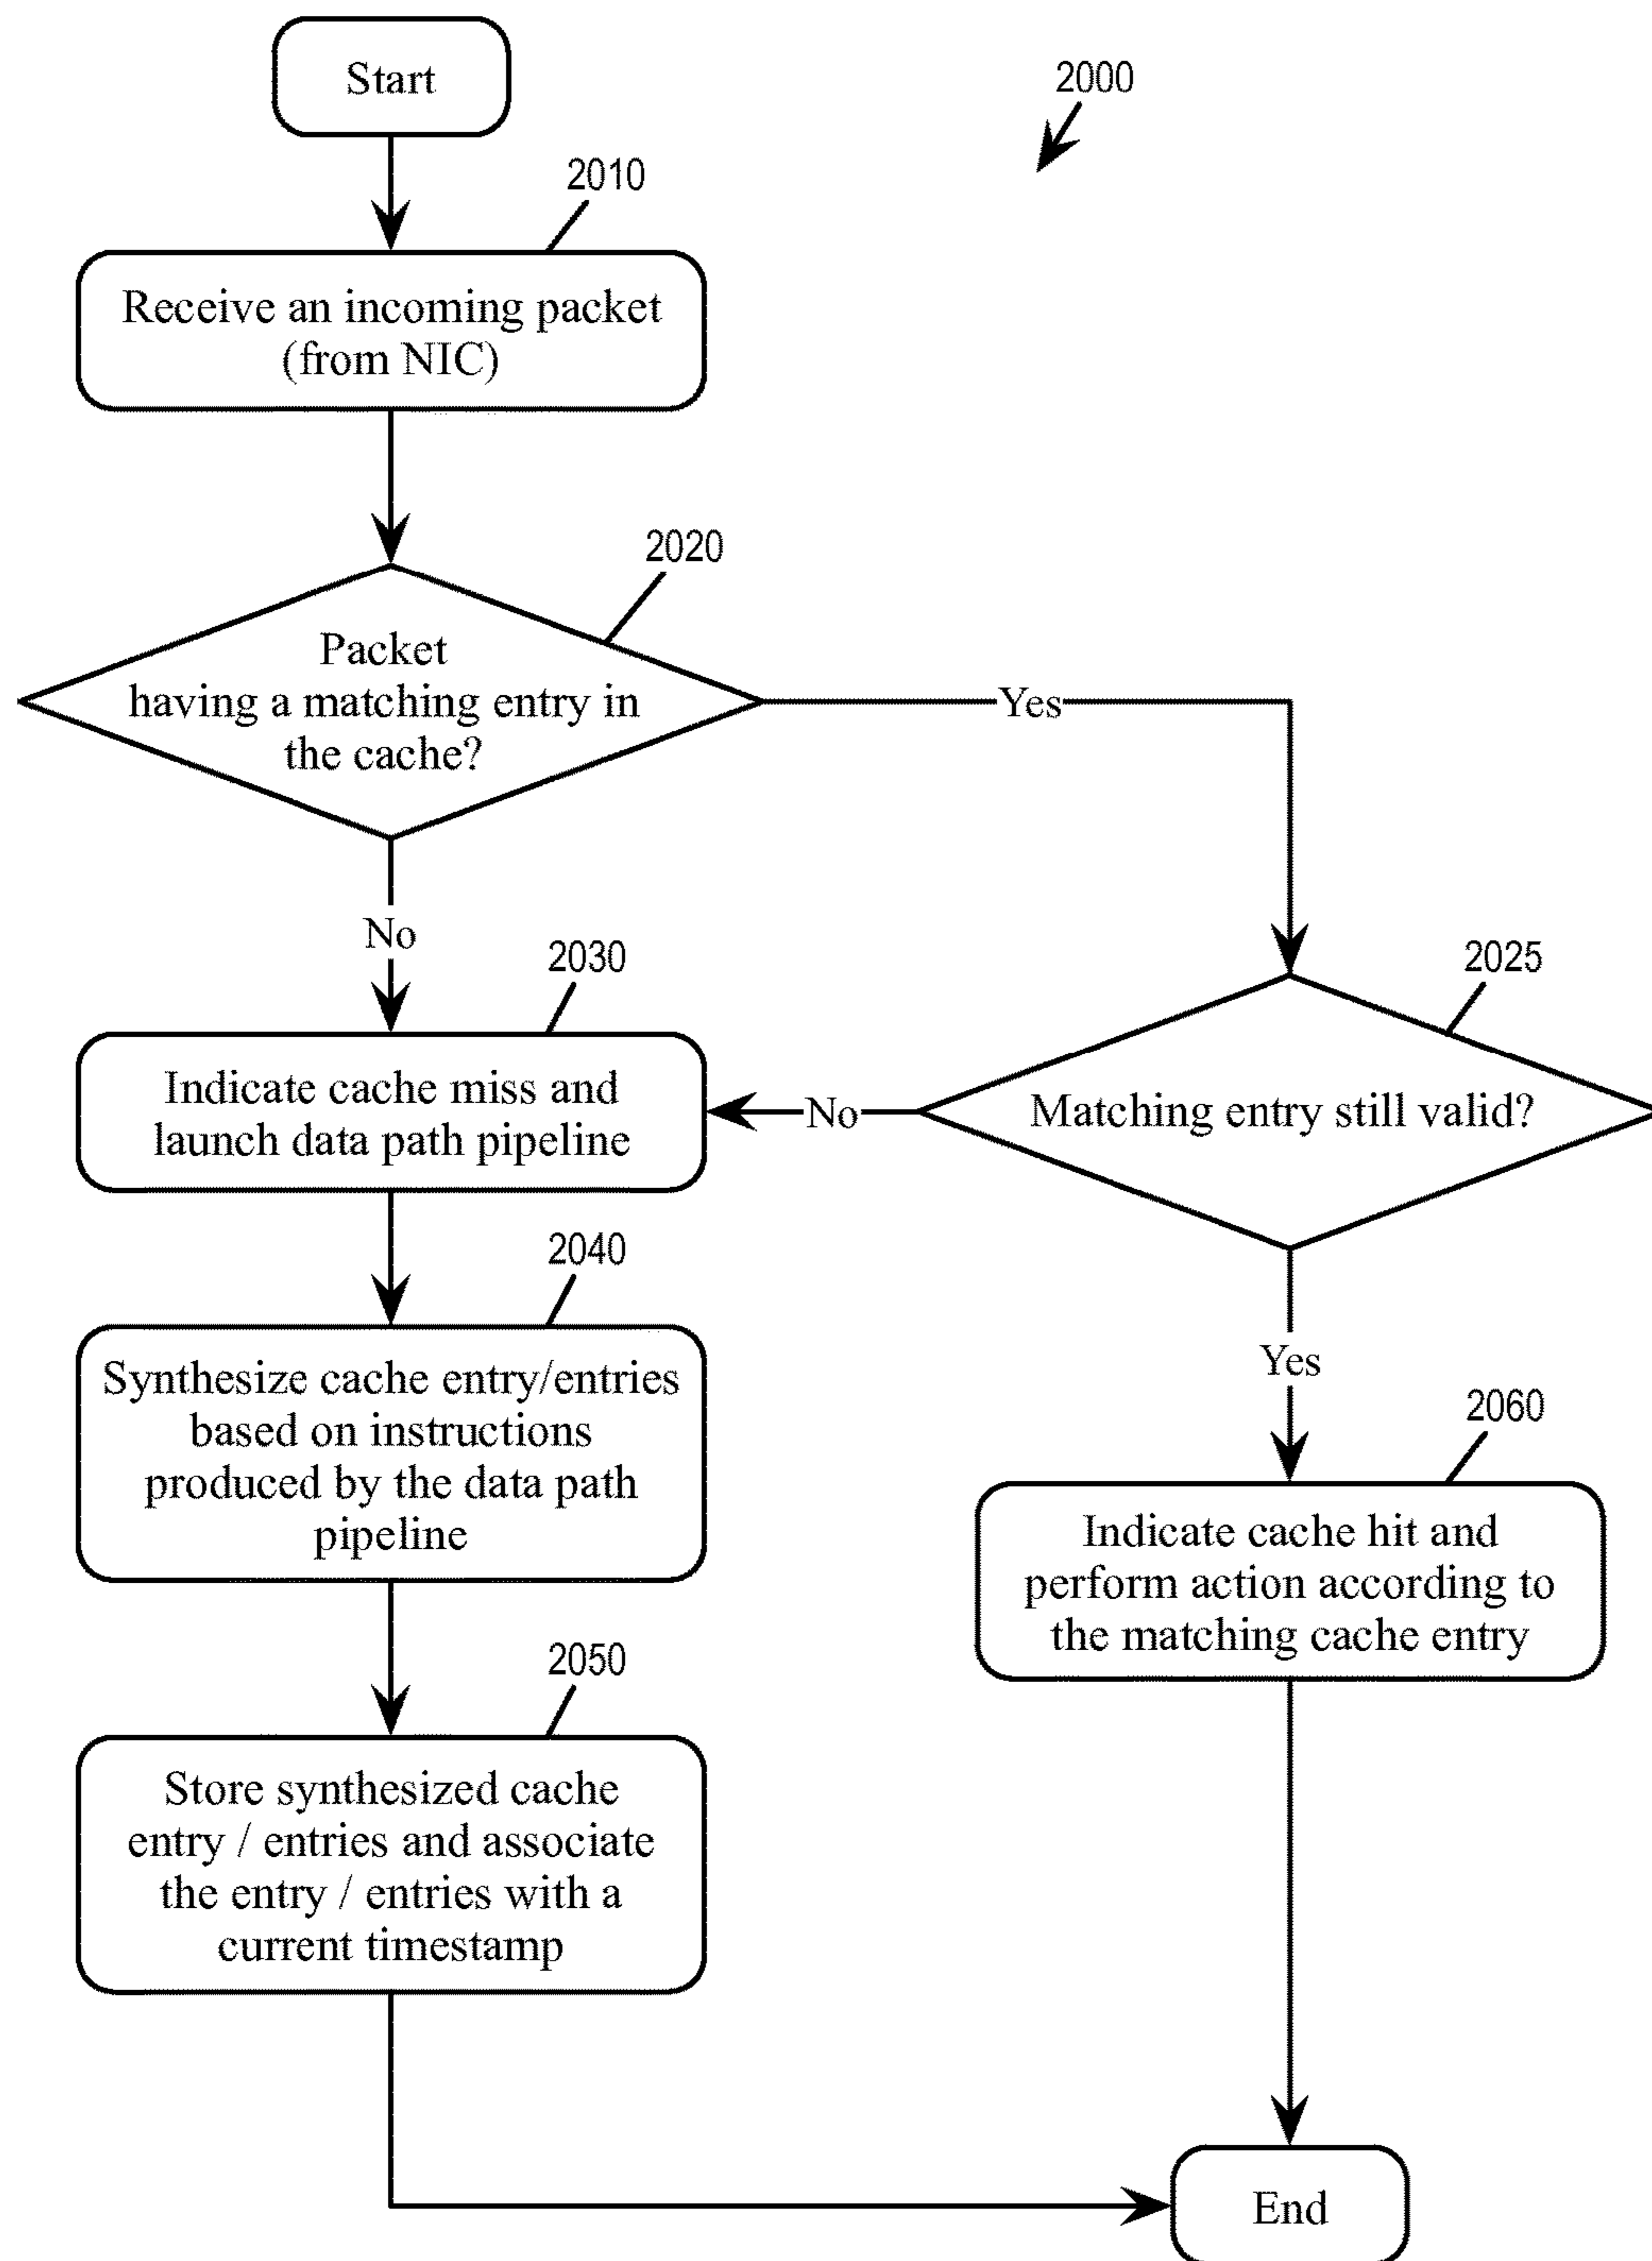 Start
2000
2010
Receive an incoming packet
(from NIC)
2020
Packet
having a matching entry in
the cache?
Yes
No
2025
Matching entry still valid?
No
2030
Indicate cache miss and
launch data path pipeline
2040
Synthesize cache entry/entries
based on instructions
produced by the data path
pipeline
Yes
2060
Indicate cache hit and
perform action according to
the matching cache entry
2050
Store synthesized cache
entry / entries and associate
the entry / entries with a
current timestamp
End